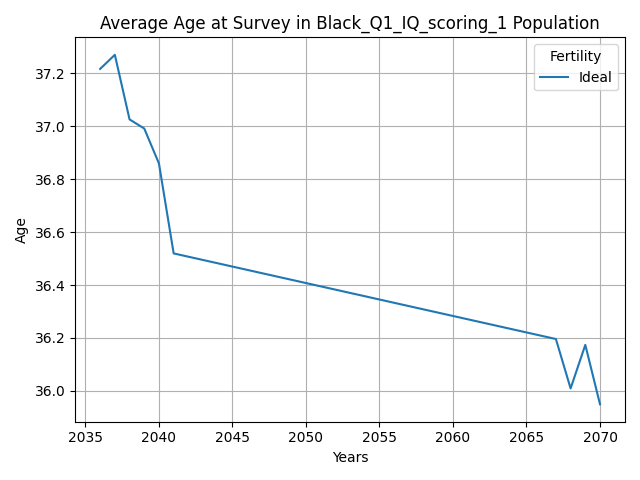 Average Age at Survey in Black_Q1_IQ_scoring_1 Population
Fertility
Ideal
Age
37.2
37.0
36.8
36.6
36.4
36.2
36.0
2035 2040 2045 2050 2055 2060 2065 2070
Years